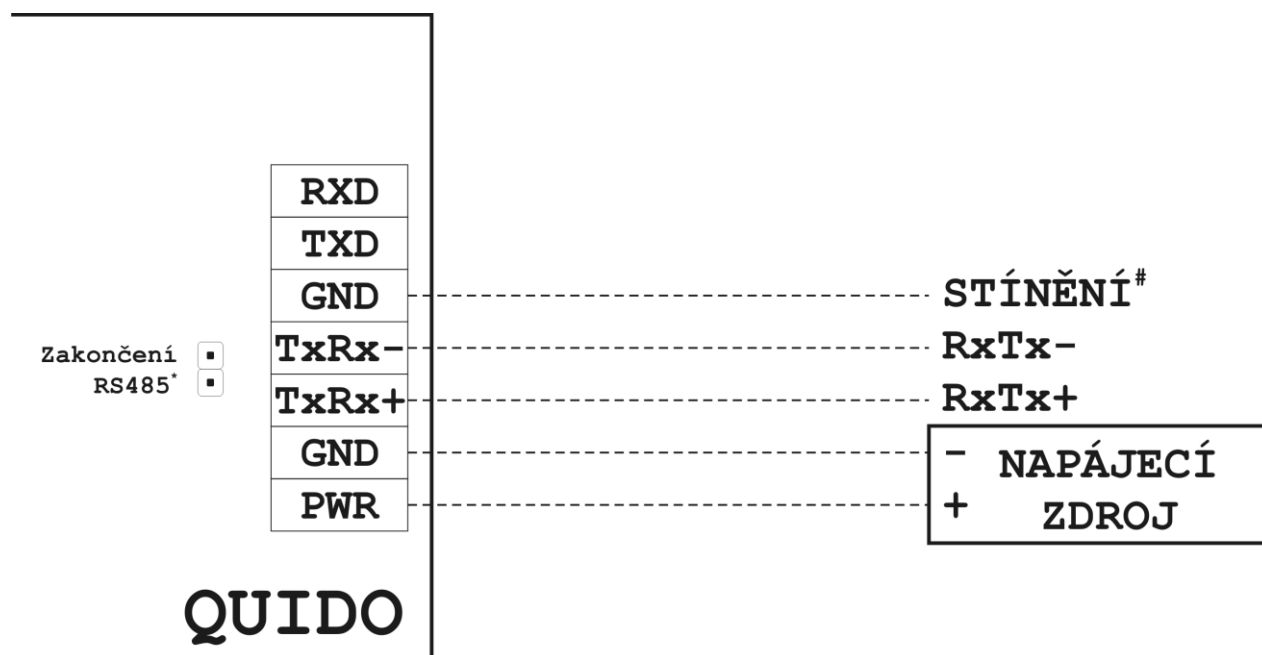 RXD
TXD
GND
STÍNĚNÍ#
Zakončení
RS485*
TxRx-
RxTx-
TxRx+
RxTx+
GND
- NAPÁJECÍ
PWR
+ ZDROJ
QUIDO